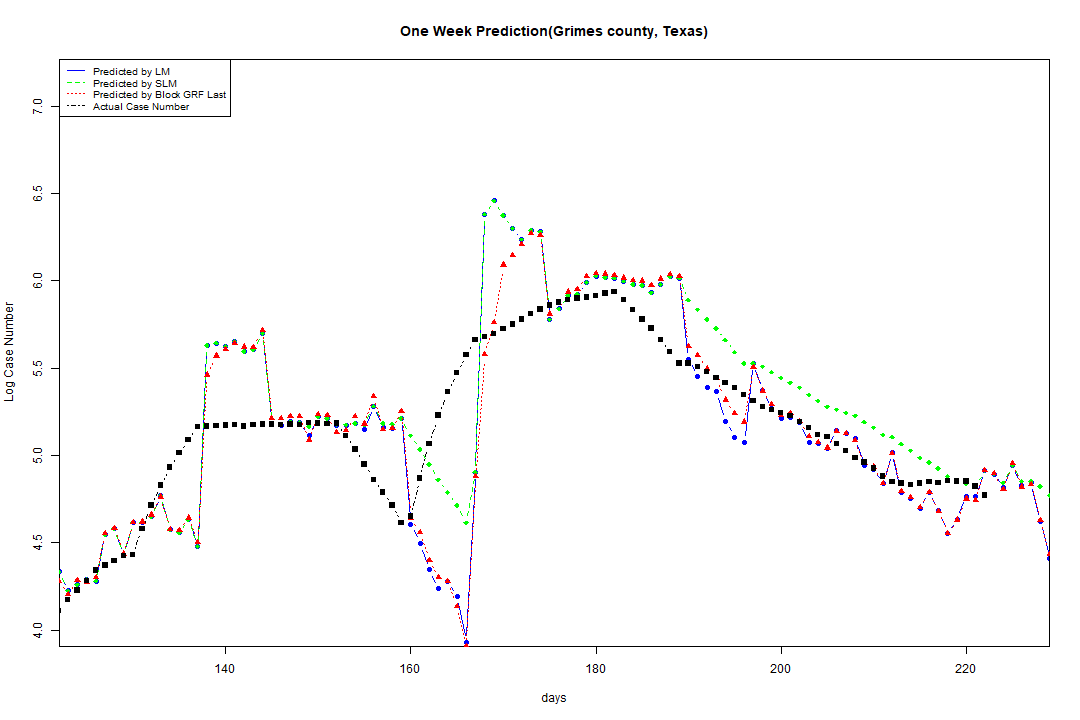 One Week Prediction(Grimes county, Texas)
Predicted by LM
Predicted by SLM
Predicted by Block GRF Last
Actual Case Number
7.0
6.5
6.0
5.5
5.0
4.5
4.0
Log Case Number
140 160 180 200 220
days